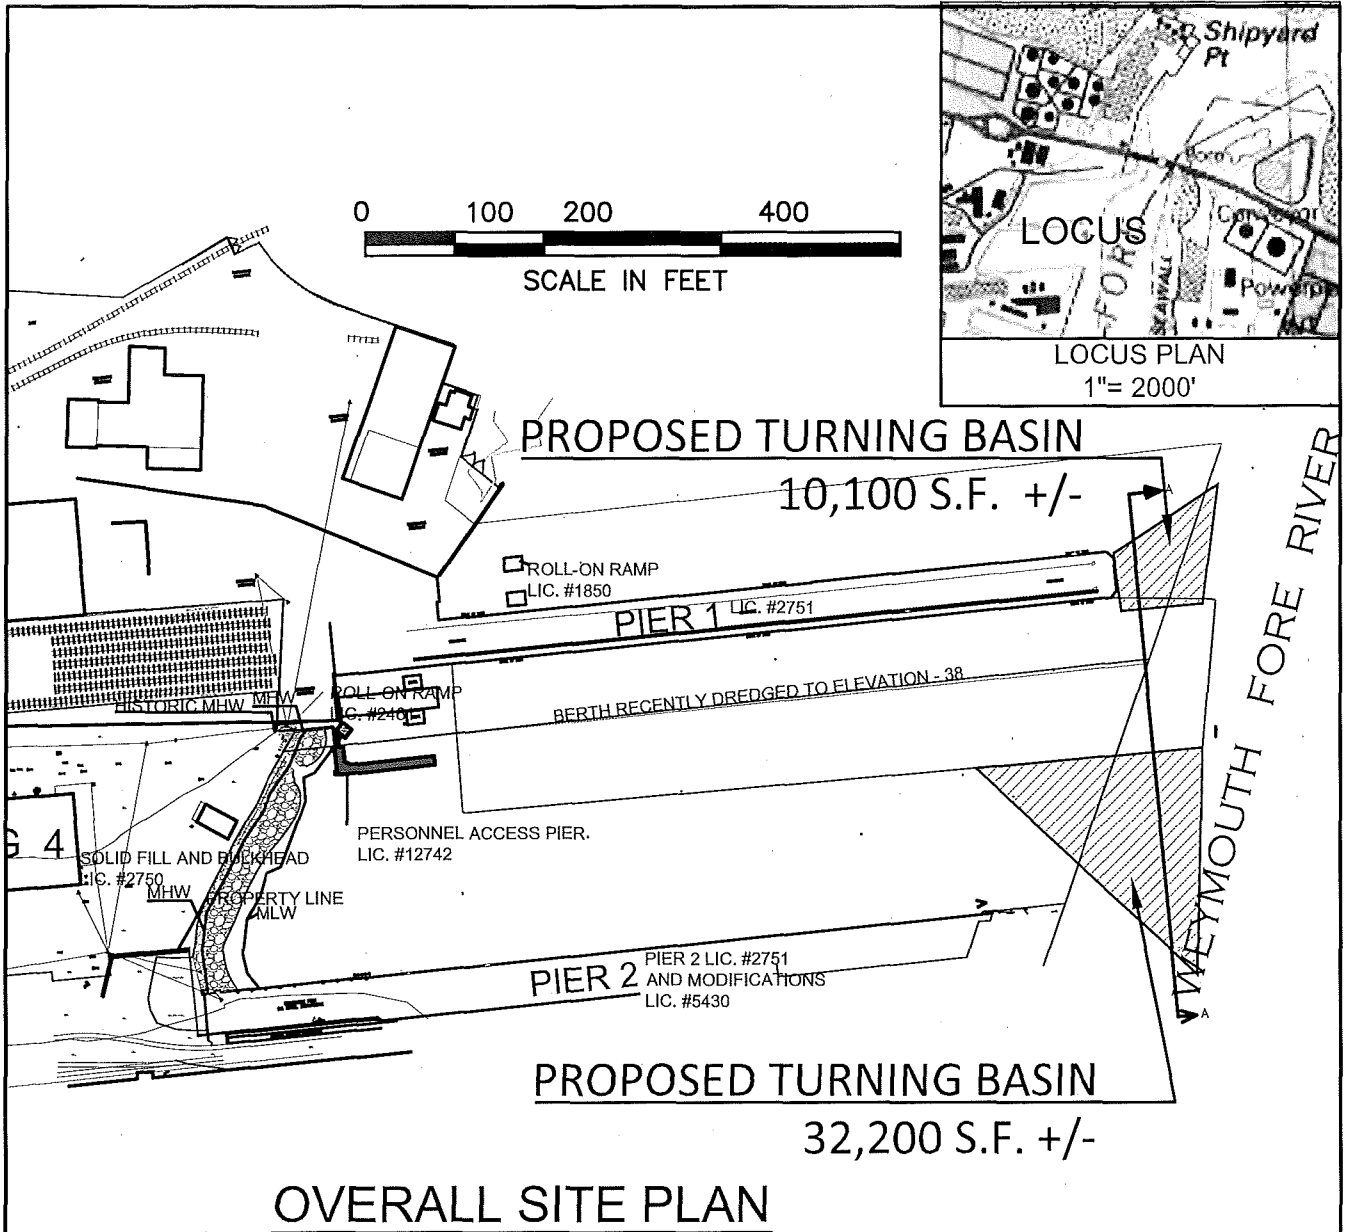 Shipyard
Pt
LOCUS
FORE
SEAWALL
LOCUS PLAN
1"= 2000'
0 100 200 400
SCALE IN FEET
PROPOSED TURNING BASIN
10,100 S.F. +/-
A
WEYMOUTH FORE RIVER
ROLL-ON RAMP
LIC. #1850
PIER 1 LIC. #2751
BERTH RECENTLY DREDGED TO ELEVATION - 38
HISTORIC MHW
MHW
ROLL-ON RAMP
PERSONNEL ACCESS PIER.
LIC. #12742
G 4
SOLID FILL AND BULKHEAD
LIC. #2750
MHW
PROPERTY LINE
MLW
PIER 2
PIER 2 LIC. #2751
AND MODIFICATIONS
LIC. #5430
A
PROPOSED TURNING BASIN
32,200 S.F. +/-
OVERALL SITE PLAN